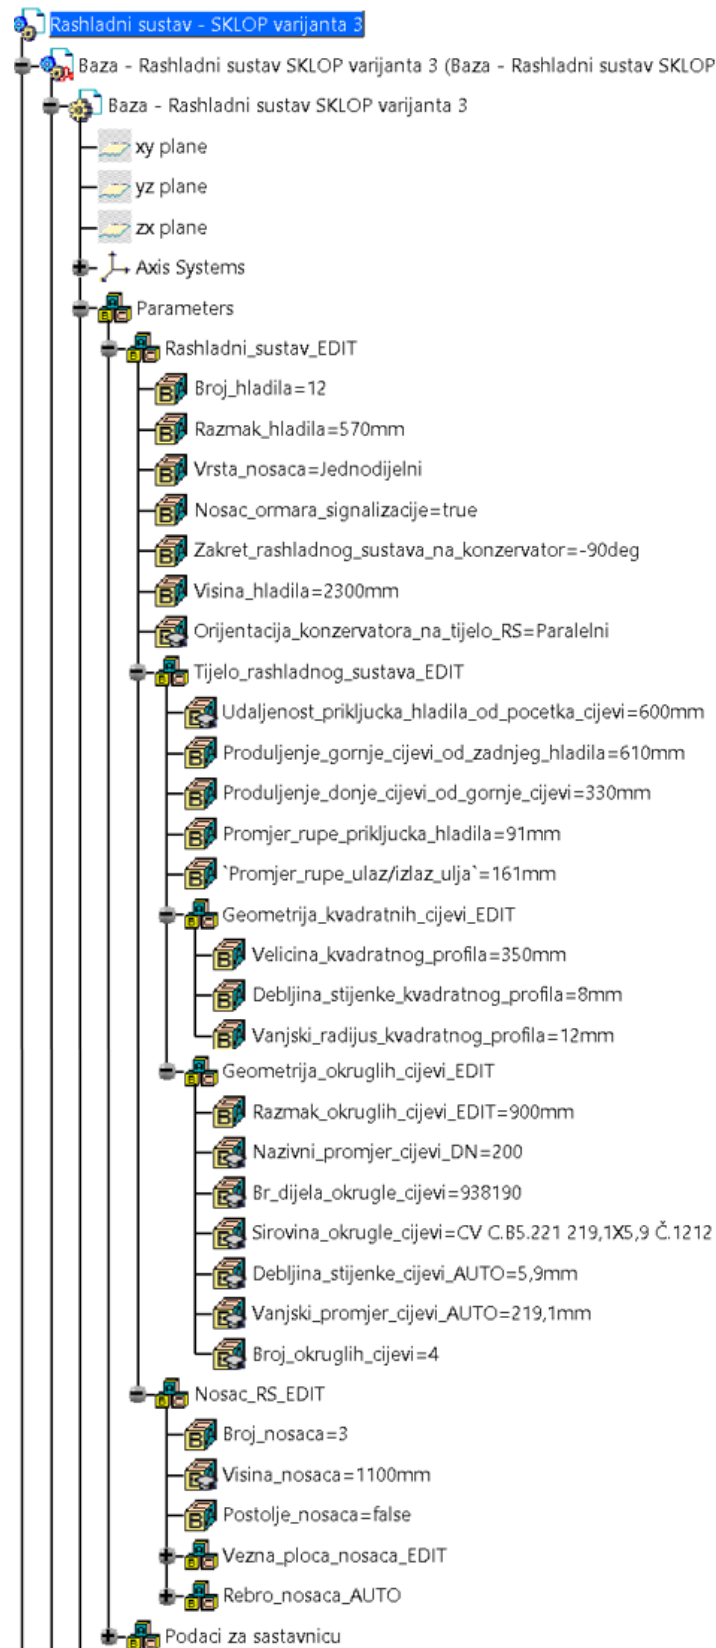 Rashladni sustav - SKLOP varijanta 3
Baza - Rashladni sustav SKLOP varijanta 3 (Baza - Rashladni sustav SKLOP
Baza - Rashladni sustav SKLOP varijanta 3
xy plane
yz plane
zx plane
Axis Systems
Parameters
Rashladni_sustav_EDIT
Broj_hladila=12
Razmak_hladila=570mm
Vrsta_nosaca=Jednodijelni
Nosac_ormara_signalizacije=true
Zakret_rashladnog_sustava_na_konzervator=-90deg
Visina_hladila=2300mm
Orijentacija_konzervatora_na_tijelo_RS=Paralelni
Tijelo_rashladnog_sustava_EDIT
Udaljenost_prikljucka_hladila_od_pocetka_cijevi=600mm
Produljenje_gornje_cijevi_od_zadnjeg_hladila=610mm
Produljenje_donje_cijevi_od_gornje_cijevi=330mm
Promjer_rupe_prikljucka_hladila=91mm
`Promjer_rupe_ulaz/izlaz_ulja`=161mm
Geometrija_kvadratnih_cijevi_EDIT
Velicina_kvadratnog_profila=350mm
Debljina_stijenke_kvadratnog_profila=8mm
Vanjski_radijus_kvadratnog_profila=12mm
Geometrija_okruglih_cijevi_EDIT
Razmak_okruglih_cijevi_EDIT=900mm
Nazivni_promjer_cijevi_DN=200
Br_dijela_okrugle_cijevi=938190
Sirovina_okrugle_cijevi=CV C.B5.221 219,1X5,9 Č.1212
Debljina_stijenke_cijevi_AUTO=5,9mm
Vanjski_promjer_cijevi_AUTO=219,1mm
Broj_okruglih_cijevi=4
Nosac_RS_EDIT
Broj_nosaca=3
Visina_nosaca=1100mm
Postolje_nosaca=false
Vezna_ploca_nosaca_EDIT
Rebro_nosaca_AUTO
Podaci za sastavnicu